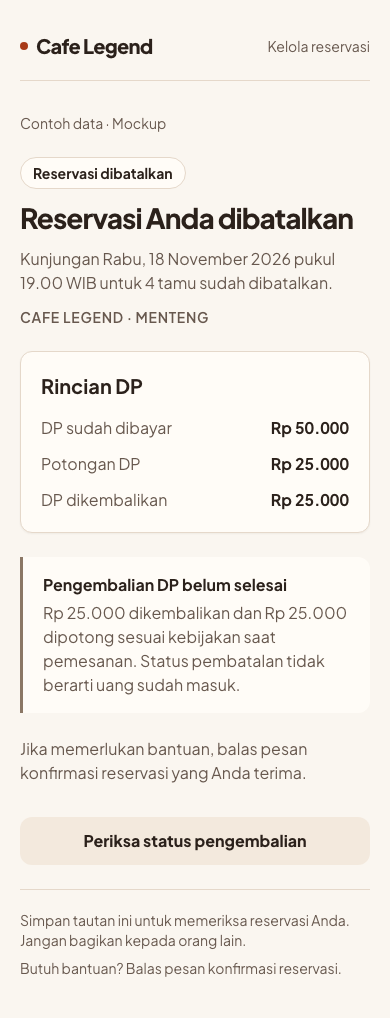 Cafe Legend
Kelola reservasi
Contoh data · Mockup
Reservasi dibatalkan
Reservasi Anda dibatalkan
Kunjungan Rabu, 18 November 2026 pukul
19.00 WIB untuk 4 tamu sudah dibatalkan.
CAFE LEGEND · MENTENG
Rincian DP
DP sudah dibayar Rp 50.000
Potongan DP Rp 25.000
DP dikembalikan Rp 25.000
Pengembalian DP belum selesai
Rp 25.000 dikembalikan dan Rp 25.000
dipotong sesuai kebijakan saat
pemesanan. Status pembatalan tidak
berarti uang sudah masuk.
Jika memerlukan bantuan, balas pesan
konfirmasi reservasi yang Anda terima.
Periksa status pengembalian
Simpan tautan ini untuk memeriksa reservasi Anda.
Jangan bagikan kepada orang lain.
Butuh bantuan? Balas pesan konfirmasi reservasi.